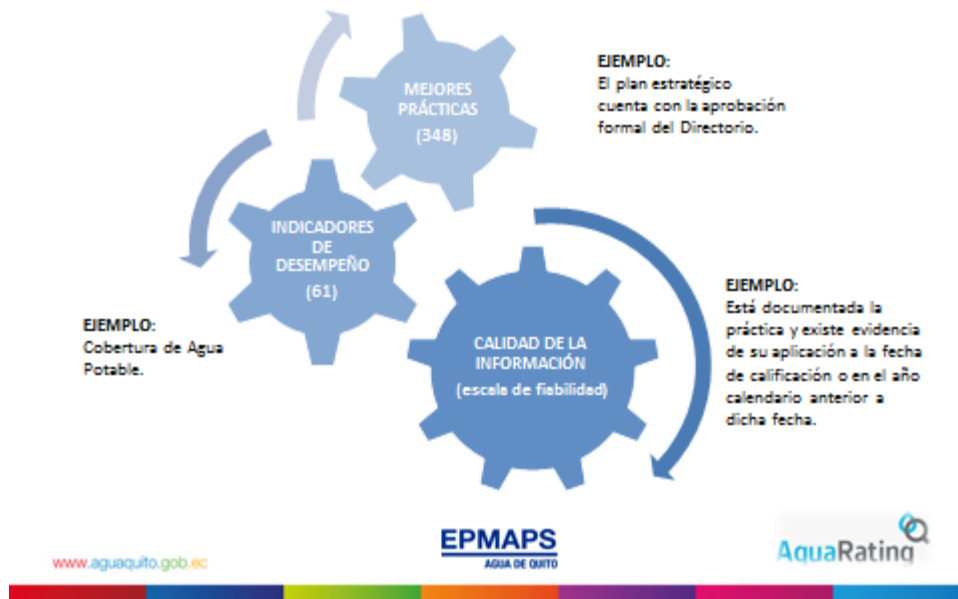 MEJORES
PRÁCTICAS
(348)
EJEMPLO:
El plan estratégico
cuenta con la aprobación
formal del Directorio.
INDICADORES
DE
DESEMPEÑO
(61)
EJEMPLO:
Cobertura de Agua
Potable.
CALIDAD DE LA
INFORMACIÓN
(escala de fiabilidad)
EJEMPLO:
Está documentada la
práctica y existe evidencia
de su aplicación a la fecha
de calificación o en el año
calendario anterior a
dicha fecha.
www.aguaquito.gob.ec
EPMAPS
AGUA DE QUITO
AquaRating